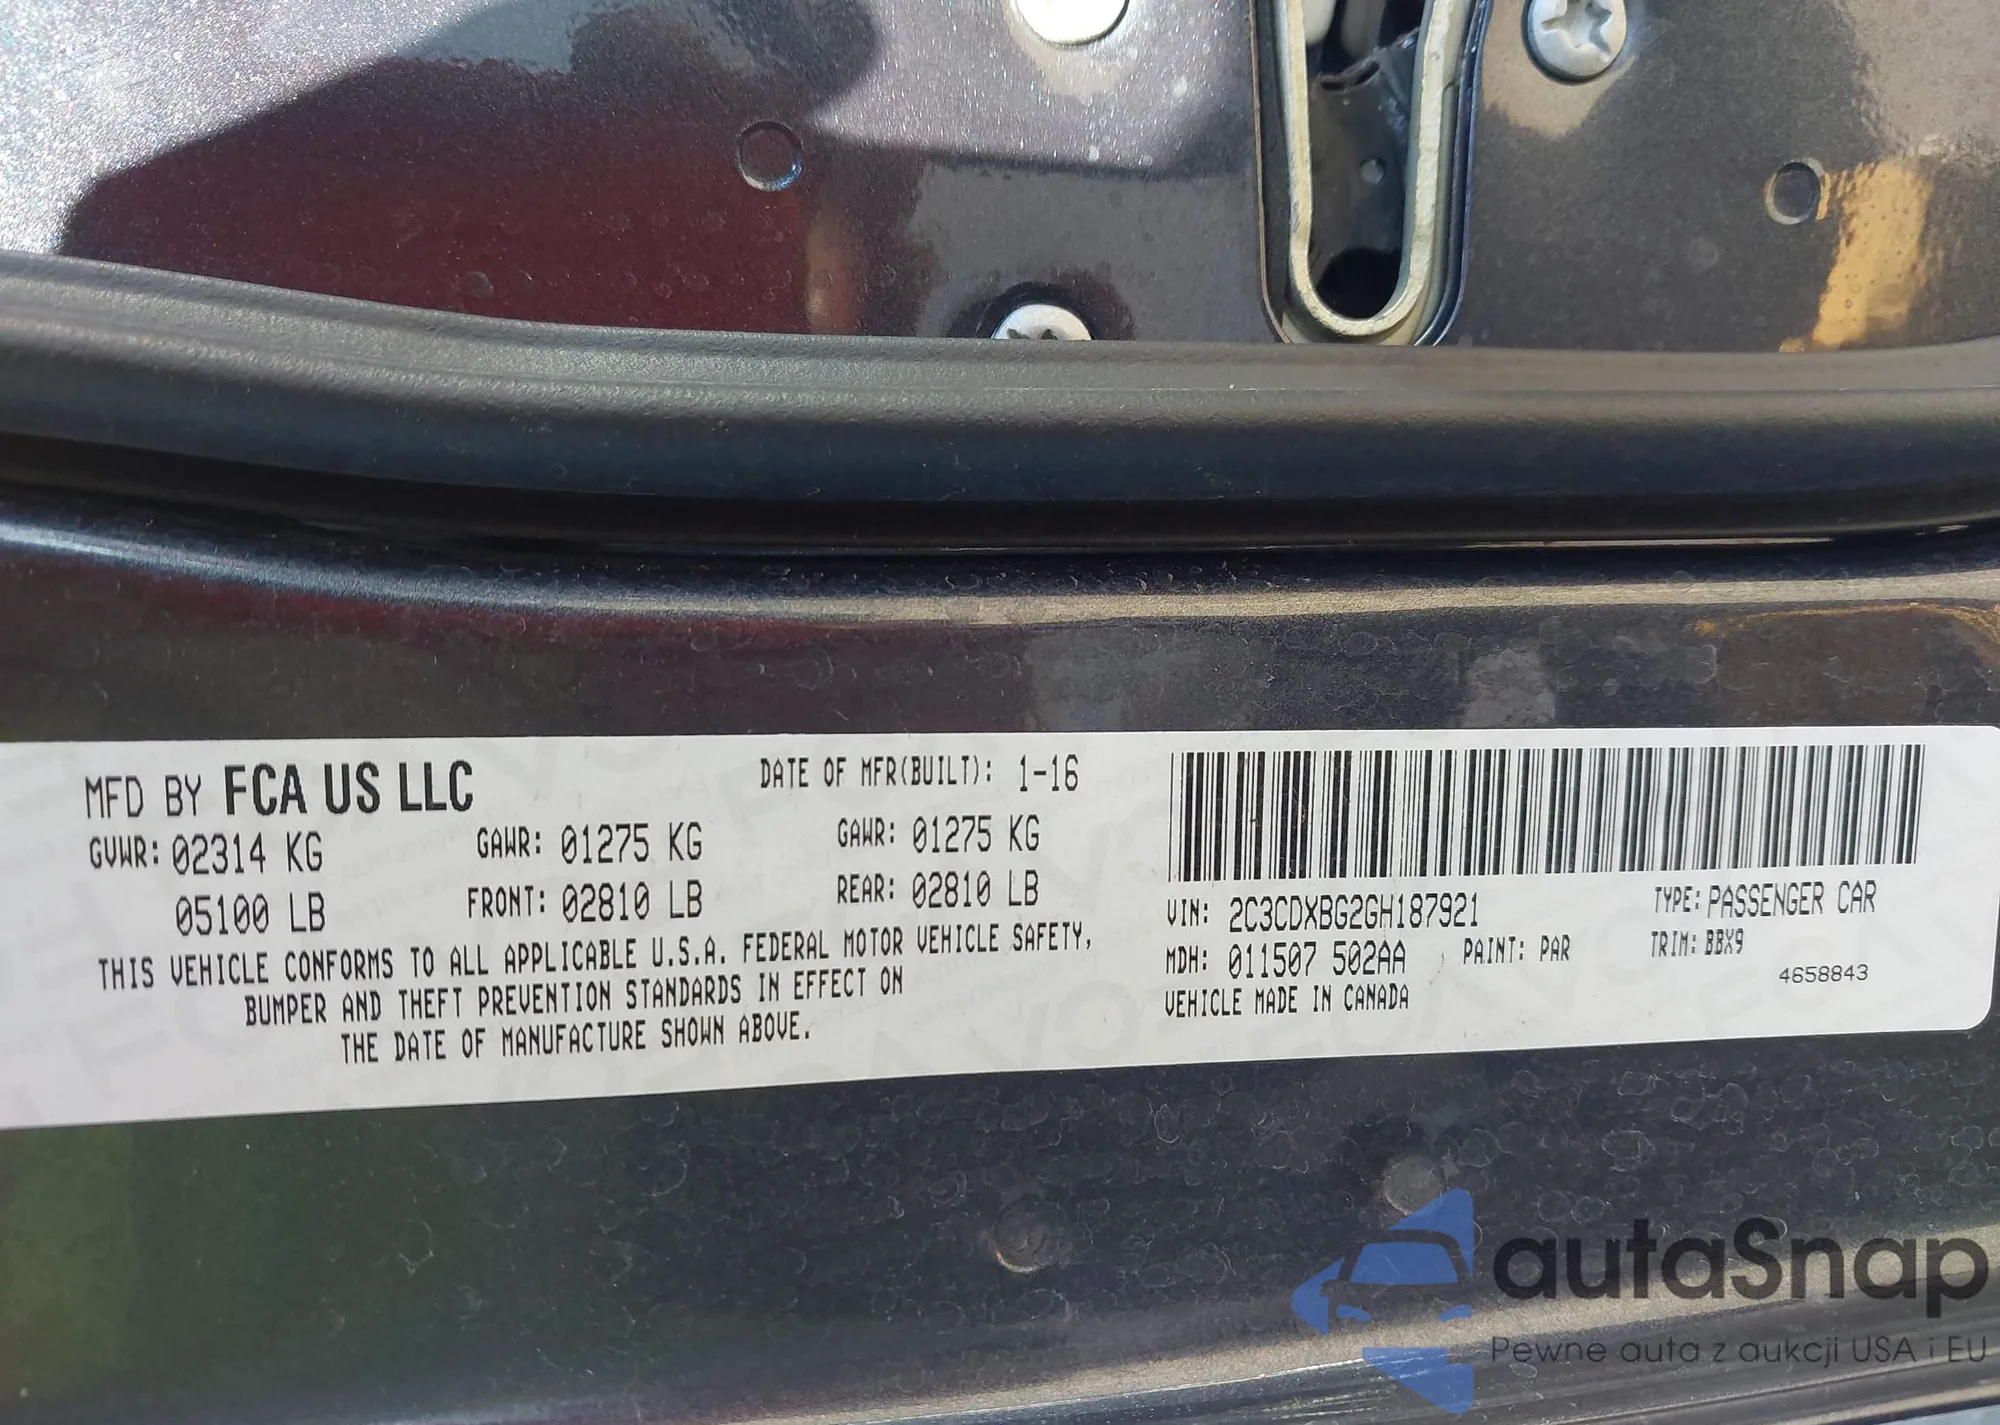 MFD BY FCA US LLC
DATE OF MFR(BUILT): 1-16
GVWR: 02314 KG
GAWR: 01275 KG
GAWR: 01275 KG
05100 LB
FRONT: 02810 LB
REAR: 02810 LB
THIS VEHICLE CONFORMS TO ALL APPLICABLE U.S.A. FEDERAL MOTOR VEHICLE SAFETY,
BUMPER AND THEFT PREVENTION STANDARDS IN EFFECT ON
THE DATE OF MANUFACTURE SHOWN ABOVE.
VIN: 2C3CDXBG2GH187921
TYPE: PASSENGER CAR
MDH: 011507 502AA
PAINT: PAR
TRIM: BBX9
VEHICLE MADE IN CANADA
4658843
autaSnap
Pewne auta z aukcji USA i EU